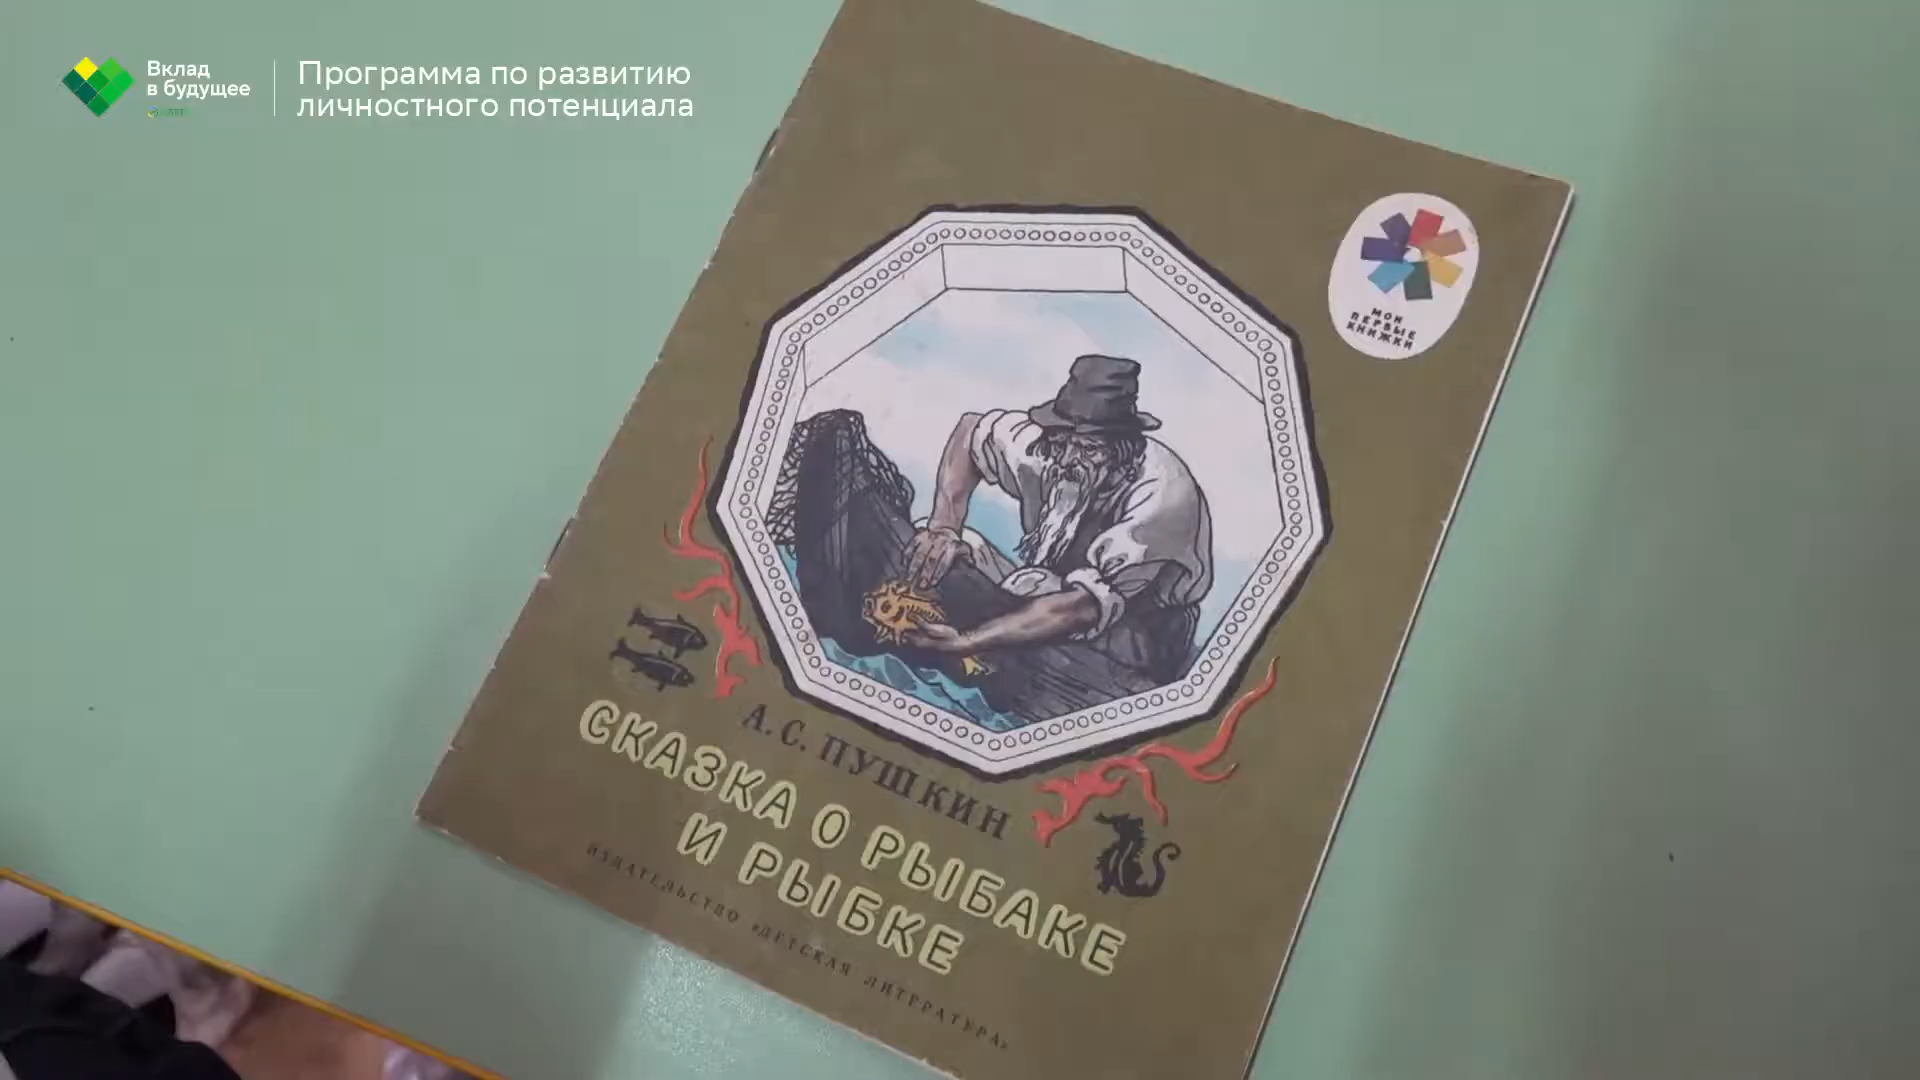 Вклад
в будущее
Программа по развитию
личностного потенциала
МОИ
ПЕРВЫЕ
КНИЖКИ
А. С. ПУШКИН
СКАЗКА О РЫБАКЕ
И РЫБКЕ
ИЗДАТЕЛЬСТВО «ДЕТСКАЯ ЛИТЕРАТУРА»